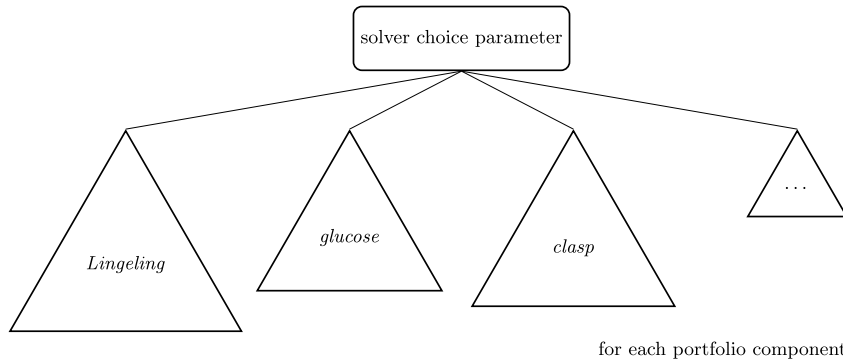 solver choice parameter
Lingeling
glucose
clasp
...
for each portfolio component